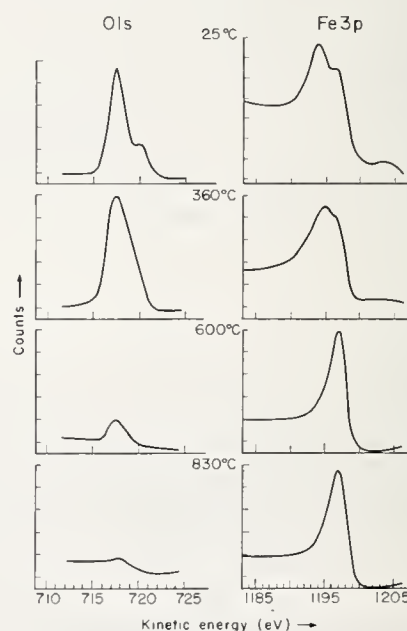 O1s Fe3p
25°C
360°C
600°C
830°C
Counts →
710 715 720 725 1185 1195 1205
Kinetic energy (eV) →